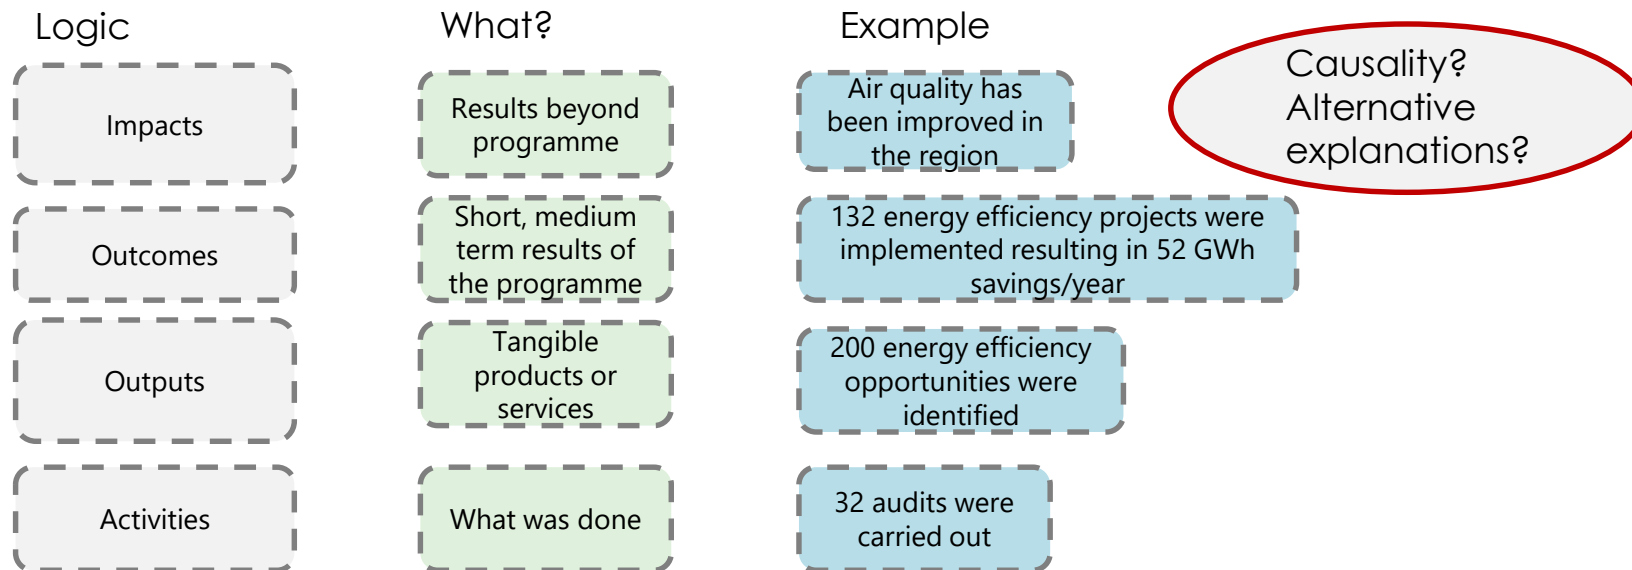 Logic
What?
Example
Causality?
Alternative
explanations?
Impacts
Results beyond
programme
Air quality has
been improved in
the region
Outcomes
Short, medium
term results of
the programme
132 energy efficiency projects were
implemented resulting in 52 GWh
savings/year
Outputs
Tangible
products or
services
200 energy efficiency
opportunities were
identified
Activities
What was done
32 audits were
carried out